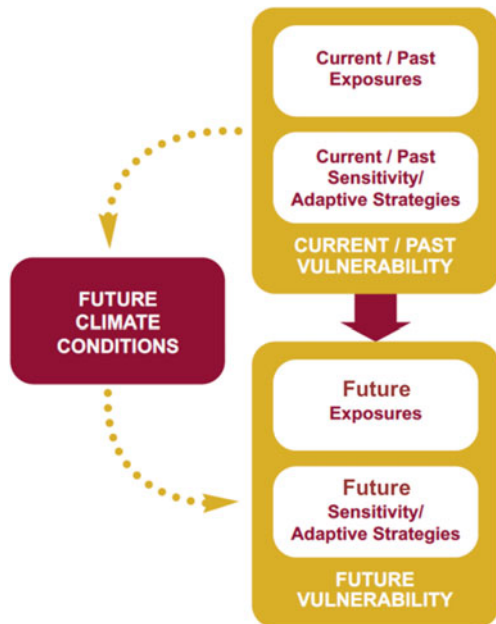 Current / Past
Exposures
Current / Past
Sensitivity/
Adaptive Strategies
CURRENT / PAST
VULNERABILITY
FUTURE
CLIMATE
CONDITIONS
Future
Exposures
Future
Sensitivity/
Adaptive Strategies
FUTURE
VULNERABILITY